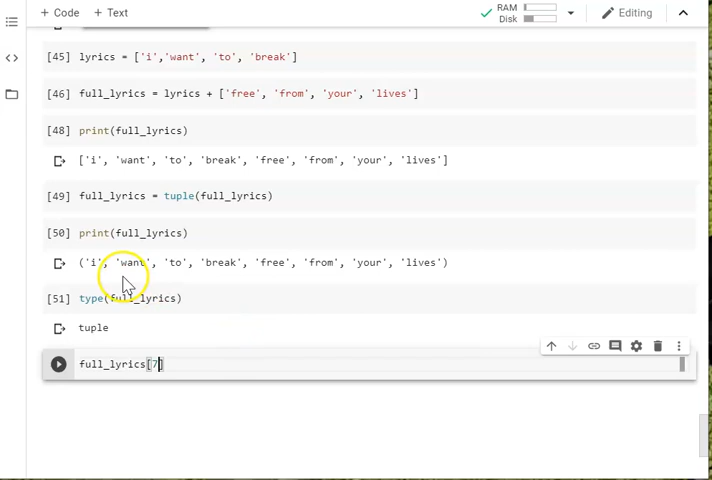 + Code + Text
RAM
Disk
Editing
[45] lyrics = ['i','want', 'to', 'break']
[46] full_lyrics = lyrics + ['free', 'from', 'your', 'lives']
[48] print(full_lyrics)
['i', 'want', 'to', 'break', 'free', 'from', 'your', 'lives']
[49] full_lyrics = tuple(full_lyrics)
[50] print(full_lyrics)
('i', 'want', 'to', 'break', 'free', 'from', 'your', 'lives')
[51] type(full_lyrics)
tuple
full_lyrics[7]